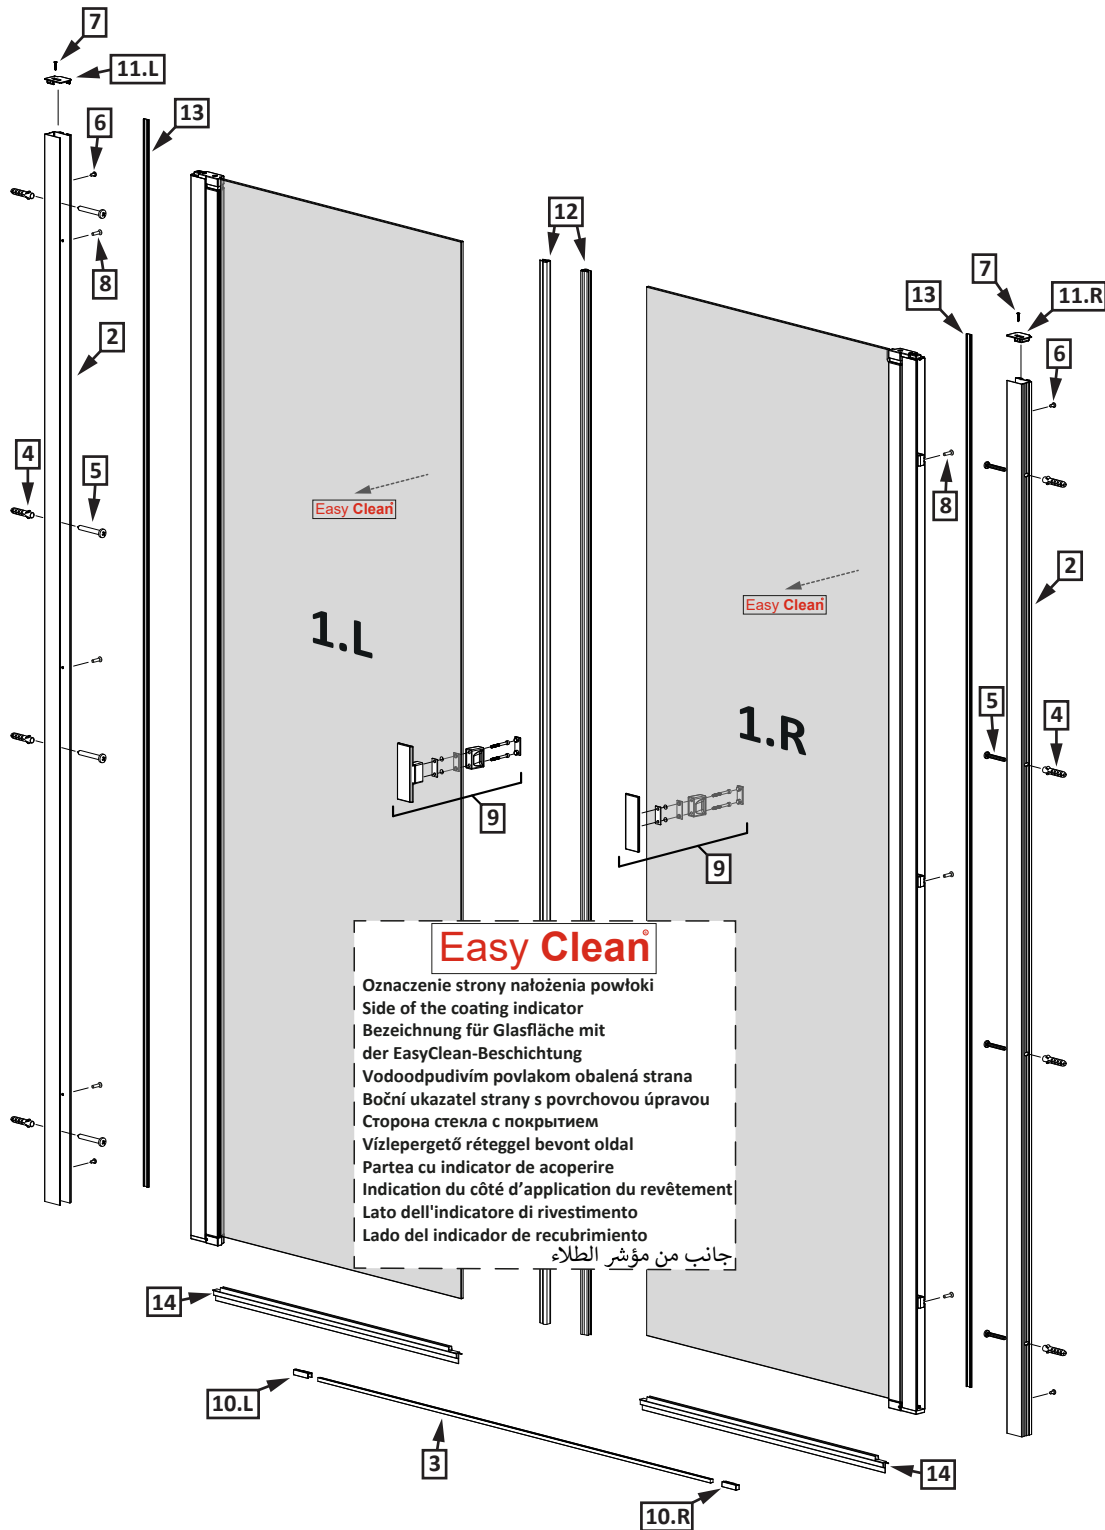 7
11.L
6
13
12
8
7
13
11.R
2
6
4
5
8
Easy Clean®
2
Easy Clean®
1.L
1.R
5
4
9
9
Easy Clean®
Oznaczenie strony nałożenia powłoki
Side of the coating indicator
Bezeichnung für Glasfläche mit
der EasyClean-Beschichtung
Vodoodpudivím povlakom obalená strana
Boční ukazatel strany s povrchovou úpravou
Сторона стекла с покрытием
Vízlepergető réteggel bevont oldal
Partea cu indicator de acoperire
Indication du côté d’application du revêtement
Lato dell'indicatore di rivestimento
Lado del indicador de recubrimiento
جانب من مؤشر الطلاء
14
10.L
3
14
10.R